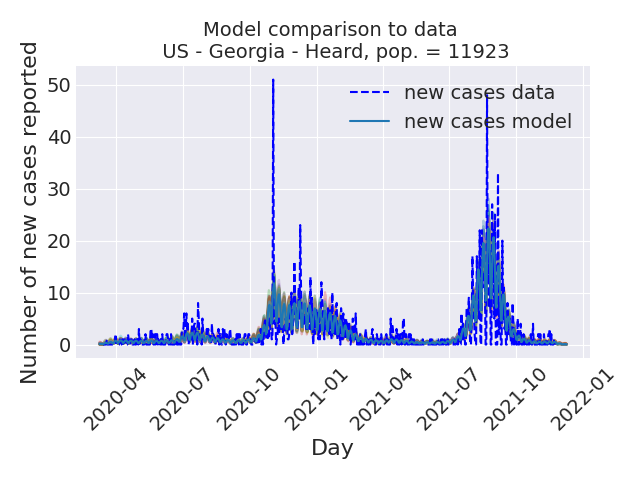 Model comparison to data
US - Georgia - Heard, pop. = 11923
Number of new cases reported
50
40
30
20
10
0
new cases data
new cases model
2020-04
2020-07
2020-10
2021-01
2021-04
2021-07
2021-10
2022-01
Day